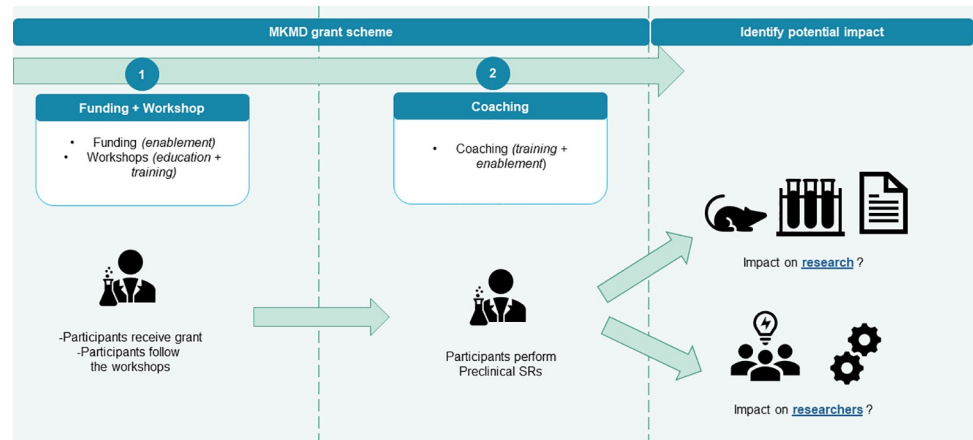 MKMD grant scheme
Identify potential impact
1
2
Funding + Workshop
• Funding (enablement)
• Workshops (education +
training)
Coaching
• Coaching (training +
enablement)
-Participants receive grant
-Participants follow
the workshops
Participants perform
Preclinical SRs
Impact on research ?
Impact on researchers ?